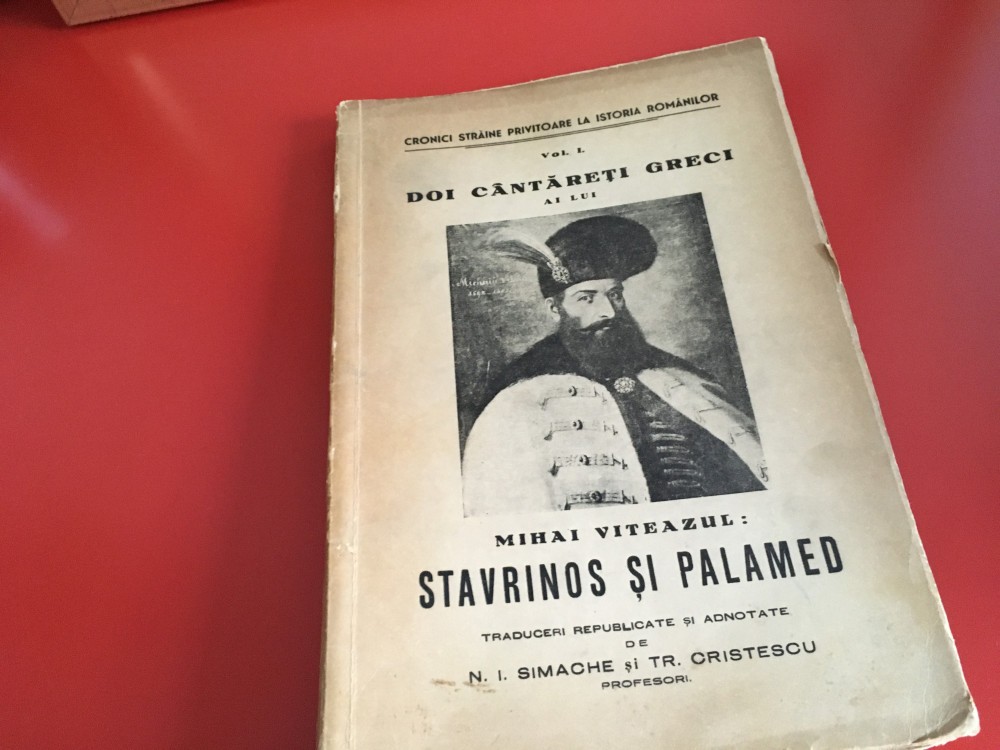 CRONICI STRĂINE PRIVITOARE LA ISTORIA ROMÂNILOR
Vol. I.
DOI CÂNTĂREȚI GRECI
AI LUI
MIHAI VITEAZUL:
STAVRINOS ȘI PALAMED
TRADUCERI REPUBLICATE ȘI ADNOTATE
DE
N. I. SIMACHE și TR. CRISTESCU
PROFESORI.